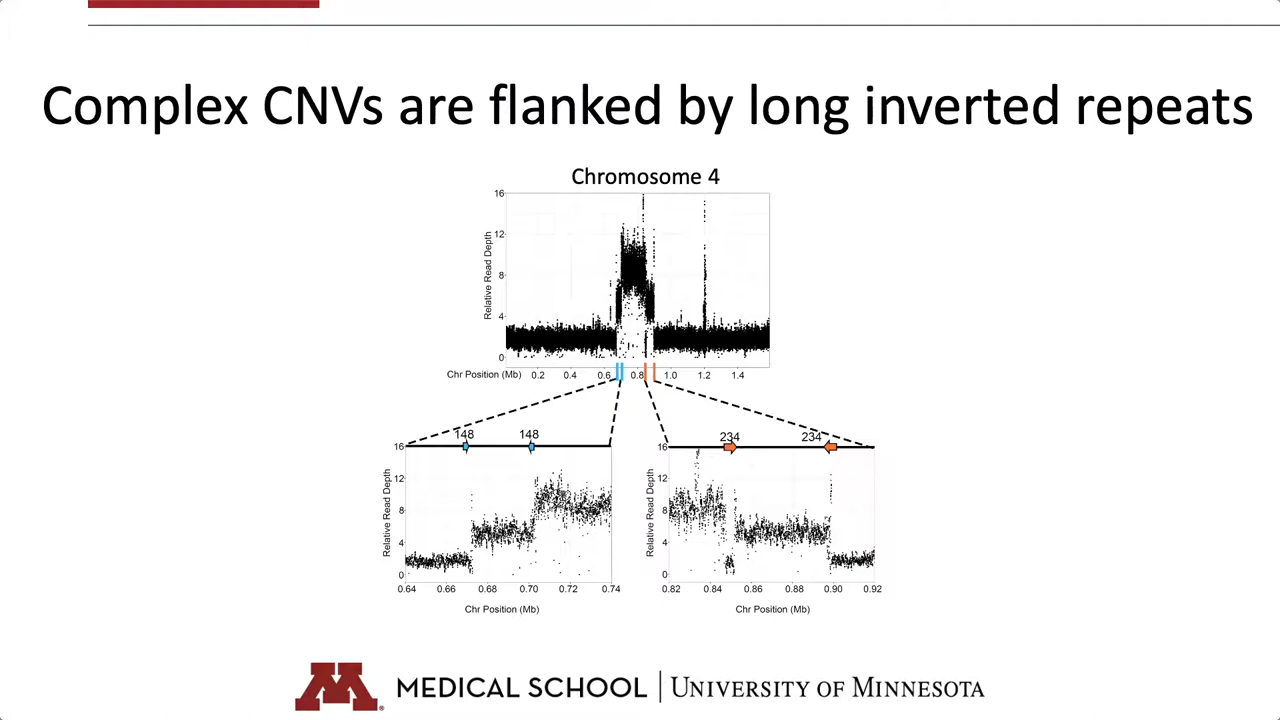 Complex CNVs are flanked by long inverted repeats
Chromosome 4
Relative Read Depth
16
12
8
4
0
Chr Position (Mb) 0.2 0.4 0.6 0.8 1.0 1.2 1.4
148 148
Relative Read Depth
16
12
8
4
0
0.64 0.66 0.68 0.70 0.72 0.74
Chr Position (Mb)
234 234
Relative Read Depth
16
12
8
4
0
0.82 0.84 0.86 0.88 0.90 0.92
Chr Position (Mb)
M® MEDICAL SCHOOL | UNIVERSITY OF MINNESOTA